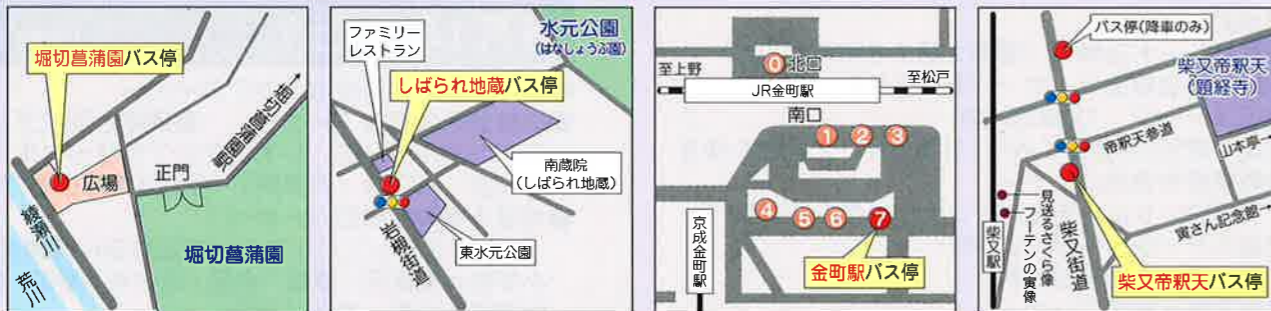 堀切菖蒲園バス停
堀切菖蒲園駅→
広場
正門
綾瀬川
荒川
堀切菖蒲園
ファミリー
レストラン
水元公園
(はなしょうぶ園)
しばられ地蔵バス停
南蔵院
(しばられ地蔵)
東水元公園
岩槻街道
0
北口
至上野
至松戸
JR金町駅
南口
1
2
3
4
5
6
7
京成金町駅
金町駅バス停
バス停(降車のみ)
柴又帝釈天
(題経寺)
帝釈天参道
山本亭→
寅さん記念館→
見送るさくら像
フーテンの寅像
柴又駅
柴又街道
柴又帝釈天バス停